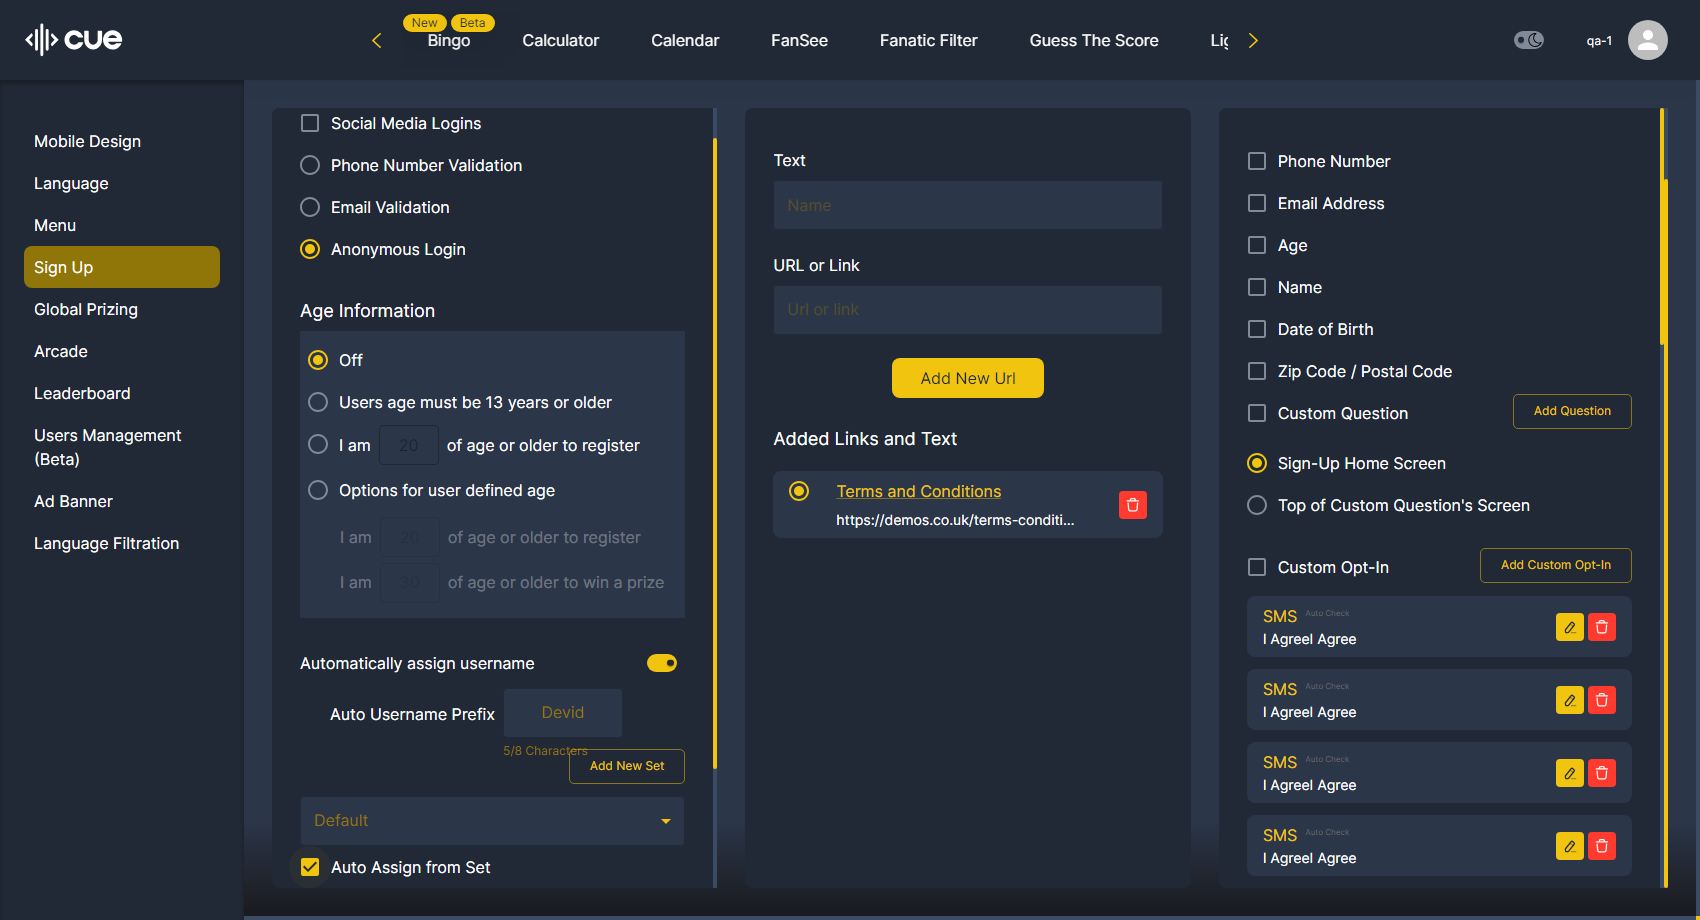 cue
New
Beta
Bingo
Calculator
Calendar
FanSee
Fanatic Filter
Guess The Score
Lig
qa-1
Mobile Design
Language
Menu
Sign Up
Global Prizing
Arcade
Leaderboard
Users Management
(Beta)
Ad Banner
Language Filtration
Social Media Logins
Phone Number Validation
Email Validation
Anonymous Login
Age Information
Off
Users age must be 13 years or older
I am 20 of age or older to register
Options for user defined age
I am 20 of age or older to register
I am 30 of age or older to win a prize
Automatically assign username
Auto Username Prefix
Devid
5/8 Characters
Add New Set
Default
Auto Assign from Set
Text
Name
URL or Link
Url or link
Add New Url
Added Links and Text
Terms and Conditions
https://demos.co.uk/terms-conditi...
Phone Number
Email Address
Age
Name
Date of Birth
Zip Code / Postal Code
Custom Question
Add Question
Sign-Up Home Screen
Top of Custom Question's Screen
Custom Opt-In
Add Custom Opt-In
SMS Auto Check
I AgreeI Agree
SMS Auto Check
I AgreeI Agree
SMS Auto Check
I AgreeI Agree
SMS Auto Check
I AgreeI Agree